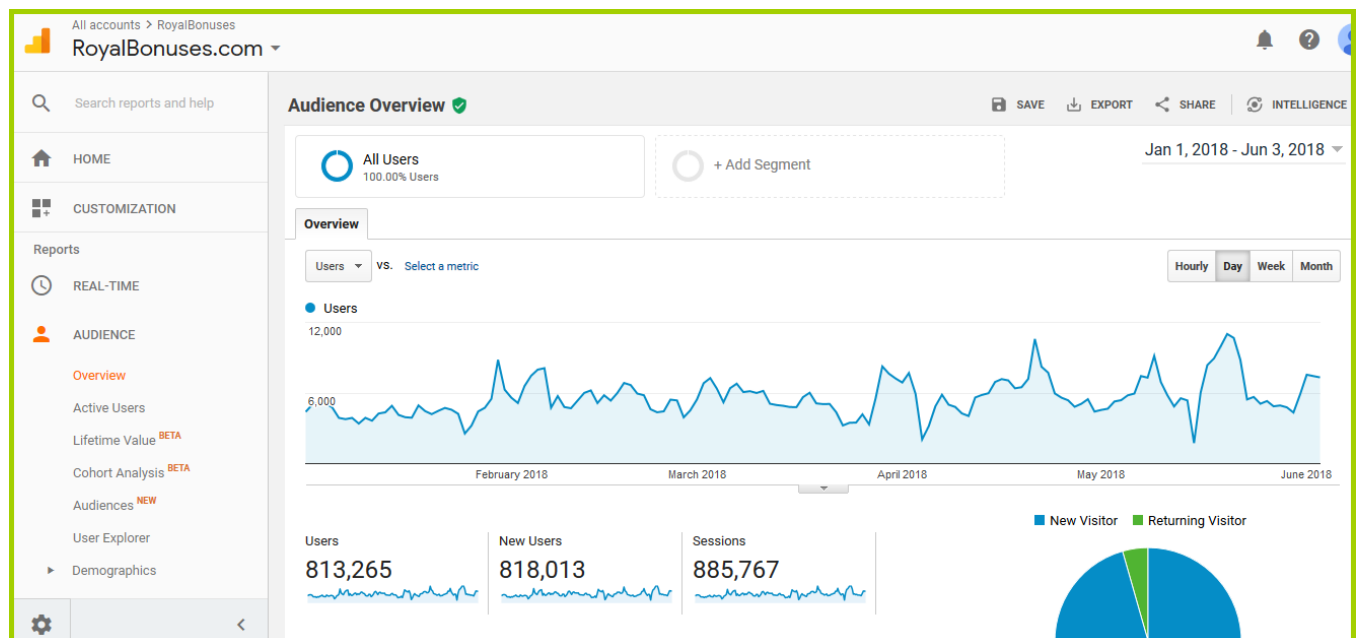 All accounts > RoyalBonuses
RoyalBonuses.com
Search reports and help
HOME
CUSTOMIZATION
Reports
REAL-TIME
AUDIENCE
Overview
Active Users
Lifetime Value BETA
Cohort Analysis BETA
Audiences NEW
User Explorer
Demographics
Audience Overview
SAVE EXPORT SHARE INTELLIGENCE
All Users
100.00% Users
+ Add Segment
Jan 1, 2018 - Jun 3, 2018
Overview
Users VS. Select a metric
Hourly Day Week Month
Users
12,000
6,000
February 2018 March 2018 April 2018 May 2018 June 2018
New Visitor Returning Visitor
Users New Users Sessions
813,265 818,013 885,767